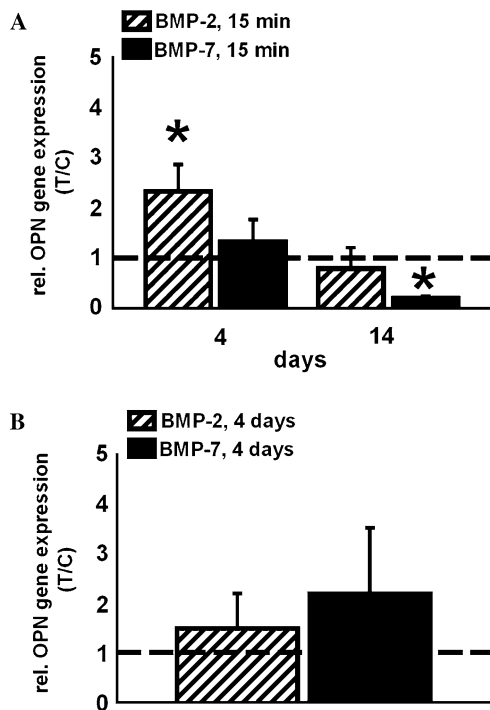 A
BMP-2, 15 min
BMP-7, 15 min
rel. OPN gene expression
(T/C)
5
4
3
2
1
0
*
*
4
14
days
B
BMP-2, 4 days
BMP-7, 4 days
rel. OPN gene expression
(T/C)
5
4
3
2
1
0